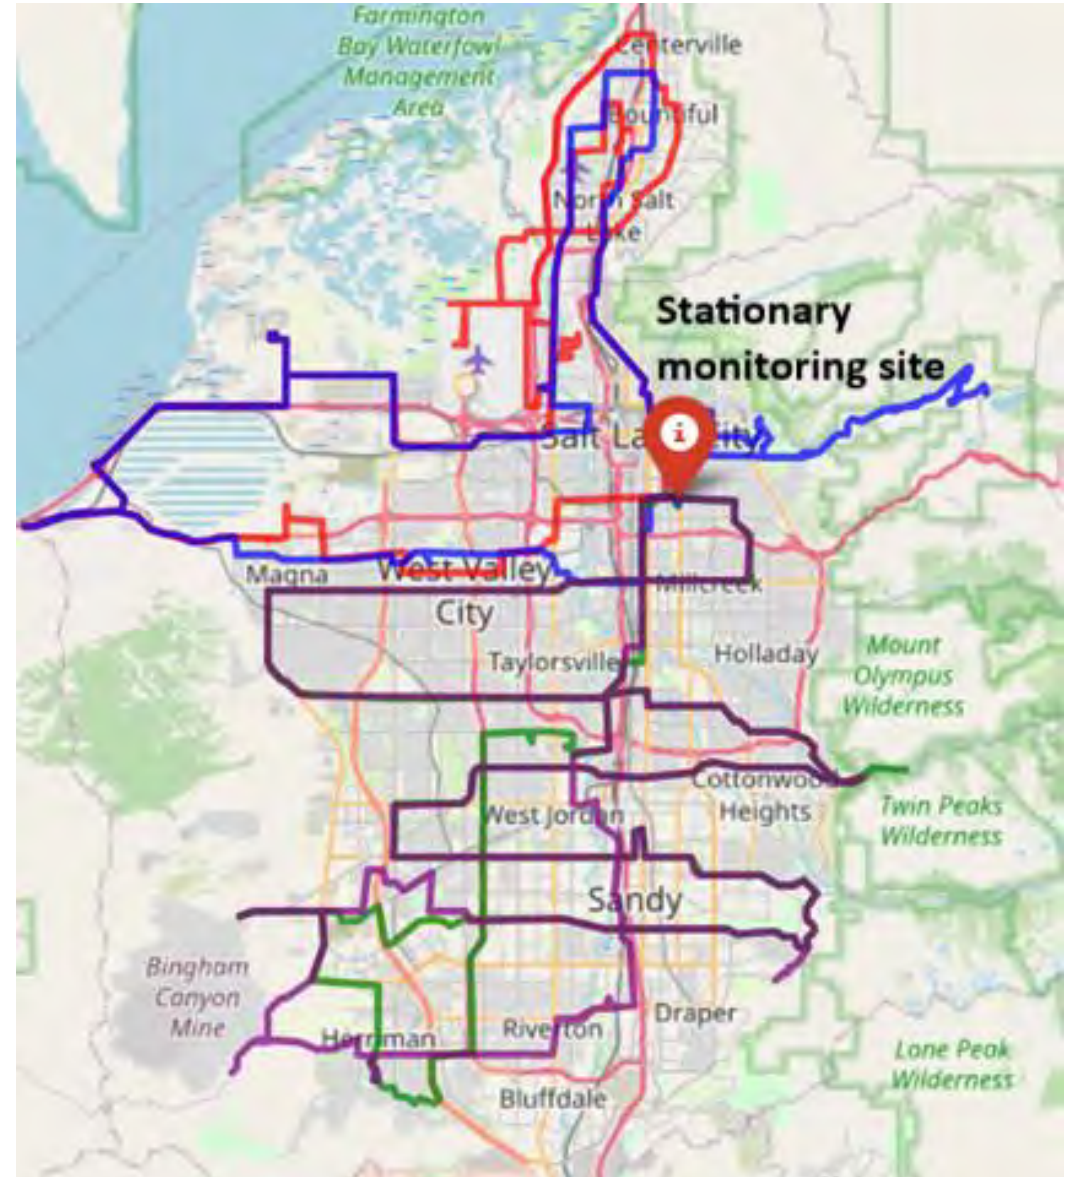 Farmington
Bay Waterfowl
Management
Area
Centerville
Bountiful
North Salt
Lake
Stationary
monitoring site
i
Salt Lake City
Magna
West Valley
City
Millcreek
Taylorsville
Holladay
Mount
Olympus
Wilderness
Cottonwood
Heights
West Jordan
Twin Peaks
Wilderness
Sandy
Bingham
Canyon
Mine
Herriman
Riverton
Draper
Bluffdale
Lone Peak
Wilderness